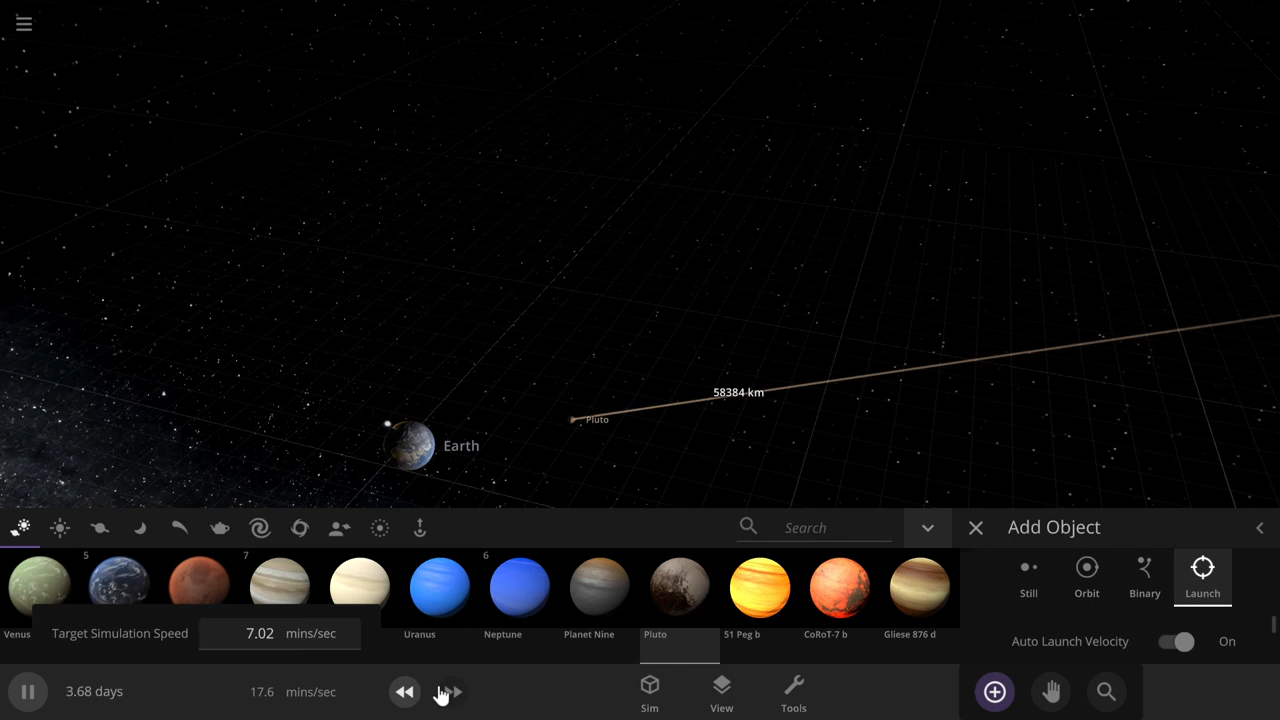 58384 km
Pluto
Earth
Search
Add Object
5
7
6
Still
Orbit
Binary
Launch
Venus
Uranus
Neptune
Planet Nine
Pluto
51 Peg b
CoRoT-7 b
Gliese 876 d
Target Simulation Speed
7.02 mins/sec
Auto Launch Velocity
On
3.68 days
17.6 mins/sec
Sim
View
Tools